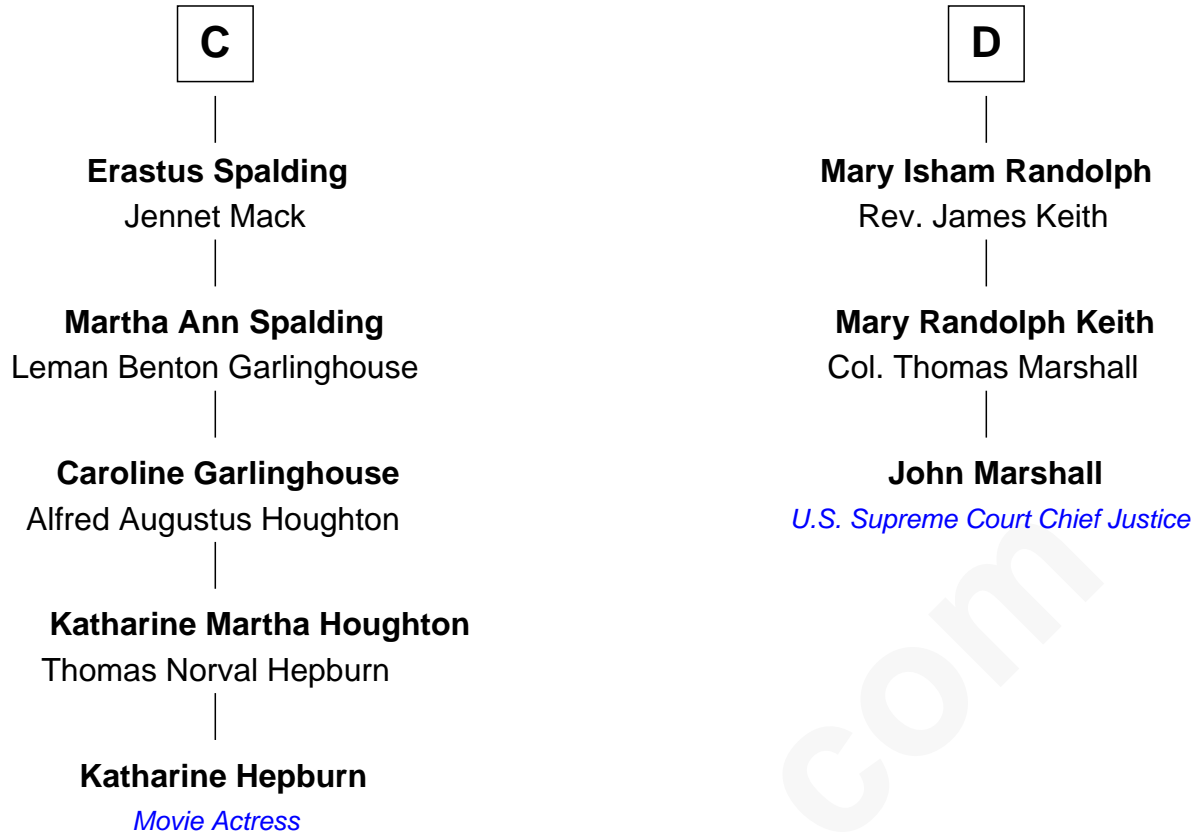 C
Erastus Spalding
Jennet Mack
Martha Ann Spalding
Leman Benton Garlinghouse
Caroline Garlinghouse
Alfred Augustus Houghton
Katharine Martha Houghton
Thomas Norval Hepburn
Katharine Hepburn
Movie Actress
D
Mary Isham Randolph
Rev. James Keith
Mary Randolph Keith
Col. Thomas Marshall
John Marshall
U.S. Supreme Court Chief Justice
com